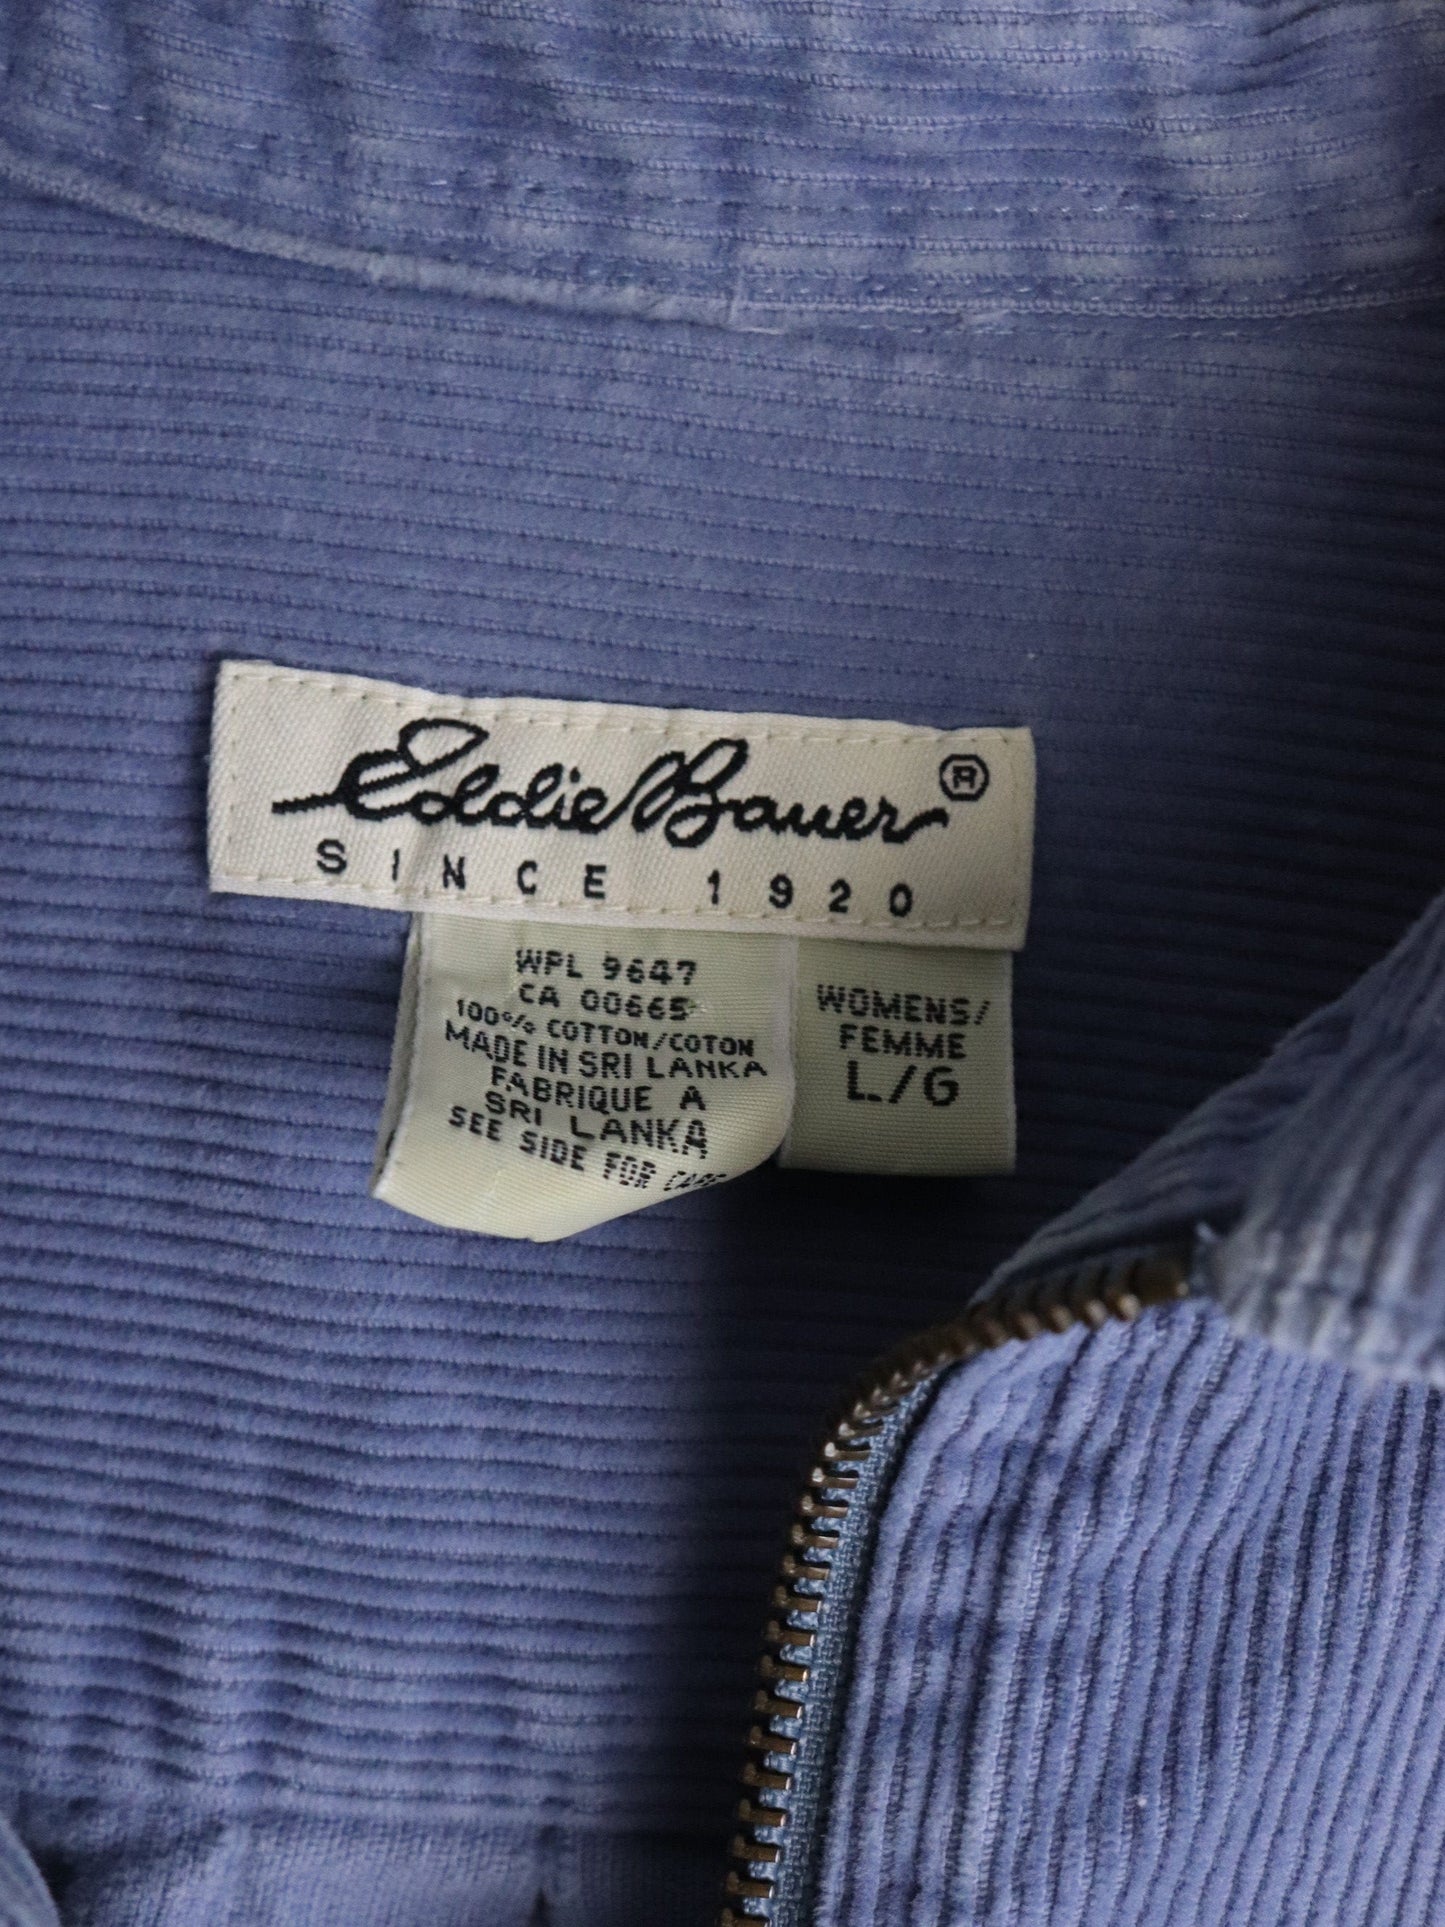 Eddie Bauer ®
SINCE 1920
WPL 9647
CA 00665
100% COTTON/COTON
MADE IN SRI LANKA
FABRIQUE A
SRI LANKA
SEE SIDE FOR CARE
WOMENS/
FEMME
L/G